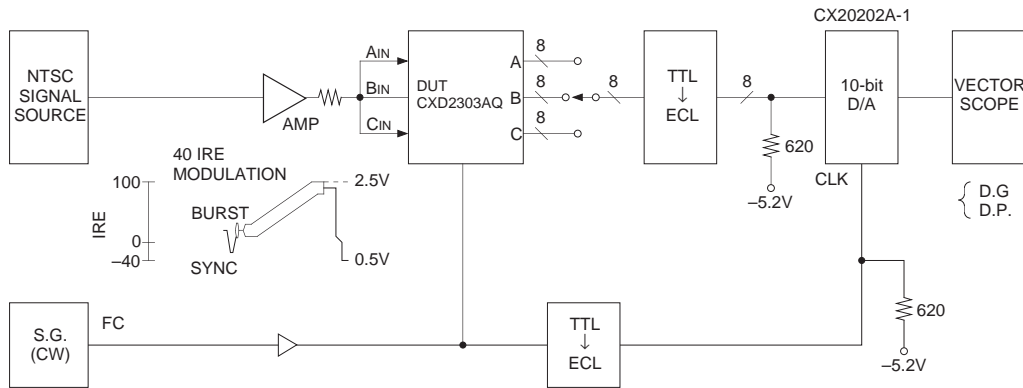 CX20202A-1
NTSC
SIGNAL
SOURCE
AMP
AIN
BIN
CIN
DUT
CXD2303AQ
A
B
C
8
8
8
8
TTL
↓
ECL
8
620
–5.2V
10-bit
D/A
CLK
VECTOR
SCOPE
D.G
D.P.
40 IRE
MODULATION
100
IRE
0
–40
BURST
SYNC
2.5V
0.5V
S.G.
(CW)
FC
TTL
↓
ECL
620
–5.2V